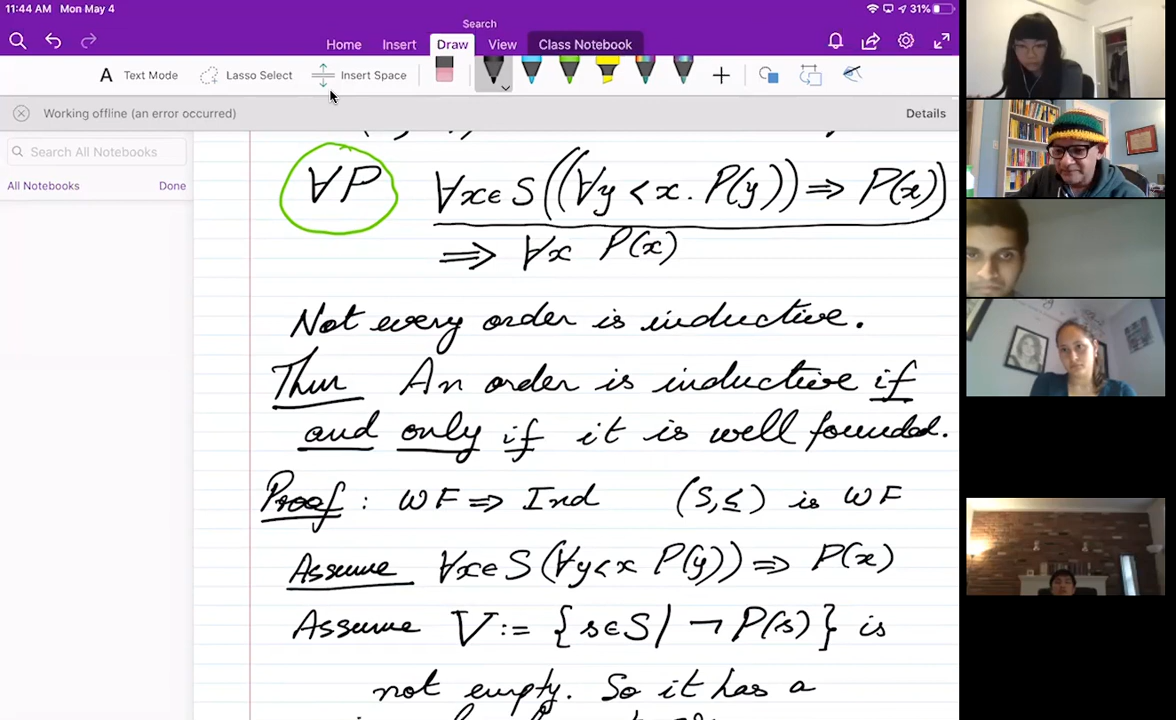 11:44 AM Mon May 4
31%
Search
Home Insert Draw View Class Notebook
A Text Mode Lasso Select Insert Space
Working offline (an error occurred) Details
Search All Notebooks
All Notebooks Done
∀P ∀x∈S((∀y<x. P(y)) ⇒ P(x))
⇒ ∀x P(x)
Not every order is inductive.
Thm An order is inductive if
and only if it is well founded.
Proof: WF ⇒ Ind (S,≤) is WF
Assume ∀x∈S(∀y<x P(y)) ⇒ P(x)
Assume V := {s∈S | ¬P(s)} is
not empty. So it has a